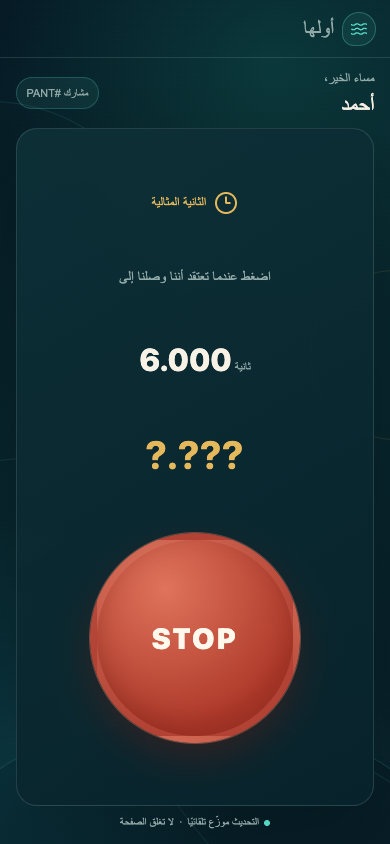 أولها
مساء الخير،
أحمد
مشارك #PANT
الثانية المثالية
اضغط عندما تعتقد أننا وصلنا إلى
6.000 ثانية
?.???
STOP
التحديث موزّع تلقائيًا · لا تغلق الصفحة